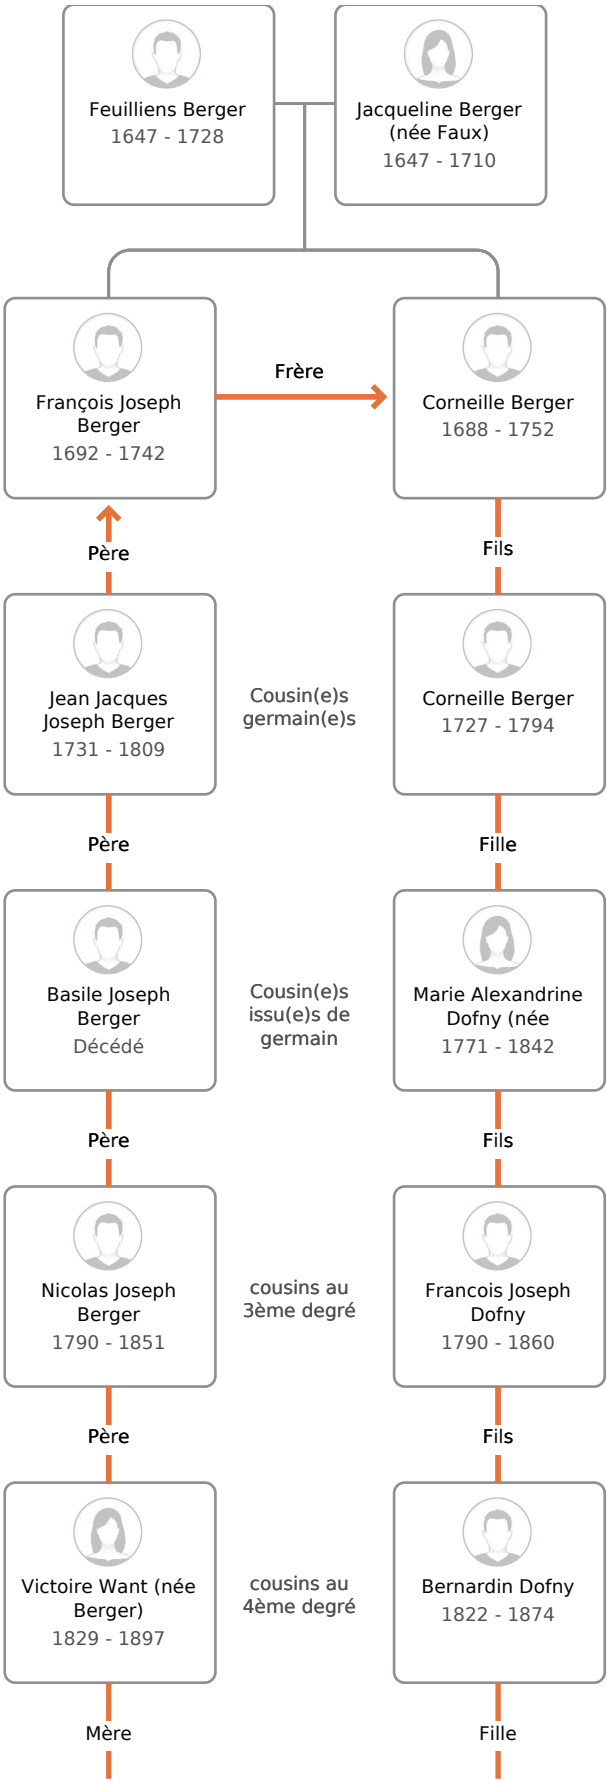 Feuilliens Berger
1647 - 1728
Jacqueline Berger
(née Faux)
1647 - 1710
François Joseph
Berger
1692 - 1742
Frère
Corneille Berger
1688 - 1752
Père
Fils
Jean Jacques
Joseph Berger
1731 - 1809
Cousin(e)s
germain(e)s
Corneille Berger
1727 - 1794
Père
Fille
Basile Joseph
Berger
Décédé
Cousin(e)s
issu(e)s de
germain
Marie Alexandrine
Dofny (née
1771 - 1842
Père
Fils
Nicolas Joseph
Berger
1790 - 1851
cousins au
3ème degré
Francois Joseph
Dofny
1790 - 1860
Père
Fils
Victoire Want (née
Berger)
1829 - 1897
cousins au
4ème degré
Bernardin Dofny
1822 - 1874
Mère
Fille